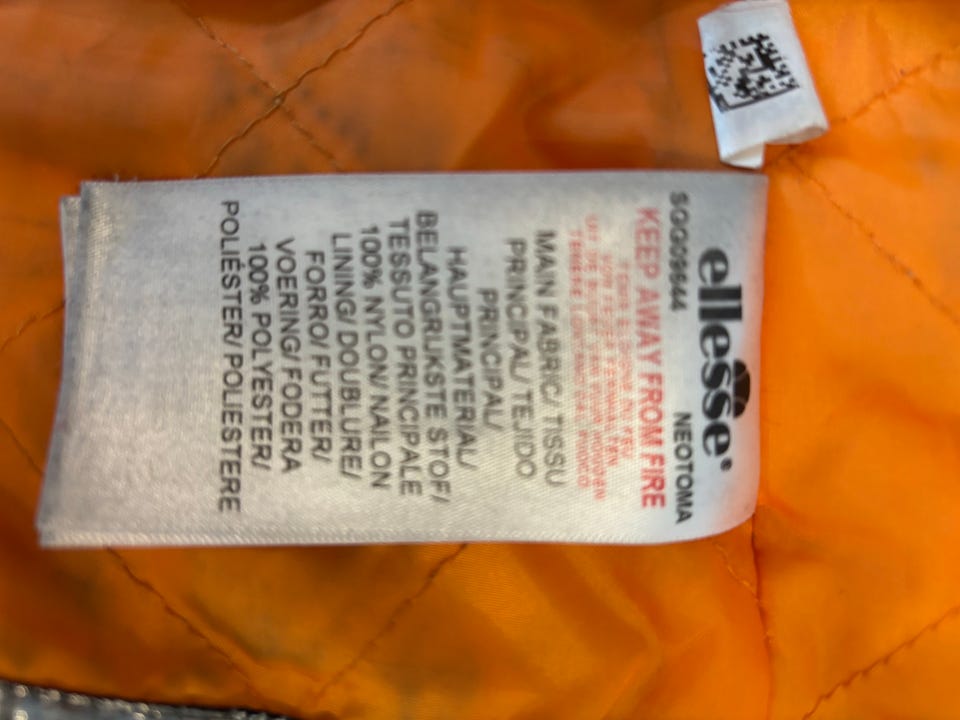 ellesse®
SGG09644 NEOTOMA
KEEP AWAY FROM FIRE
MAIN FABRIC/ TISSU
PRINCIPAL/ TEJIDO
PRINCIPAL/
HAUPTMATERIAL/
BELANGRIJKSTE STOF/
TESSUTO PRINCIPALE
100% NYLON/ NAILON
LINING/ DOUBLURE/
FORRO/ FUTTER/
VOERING/ FODERA
100% POLYESTER/
POLIÉSTER/ POLIESTERE